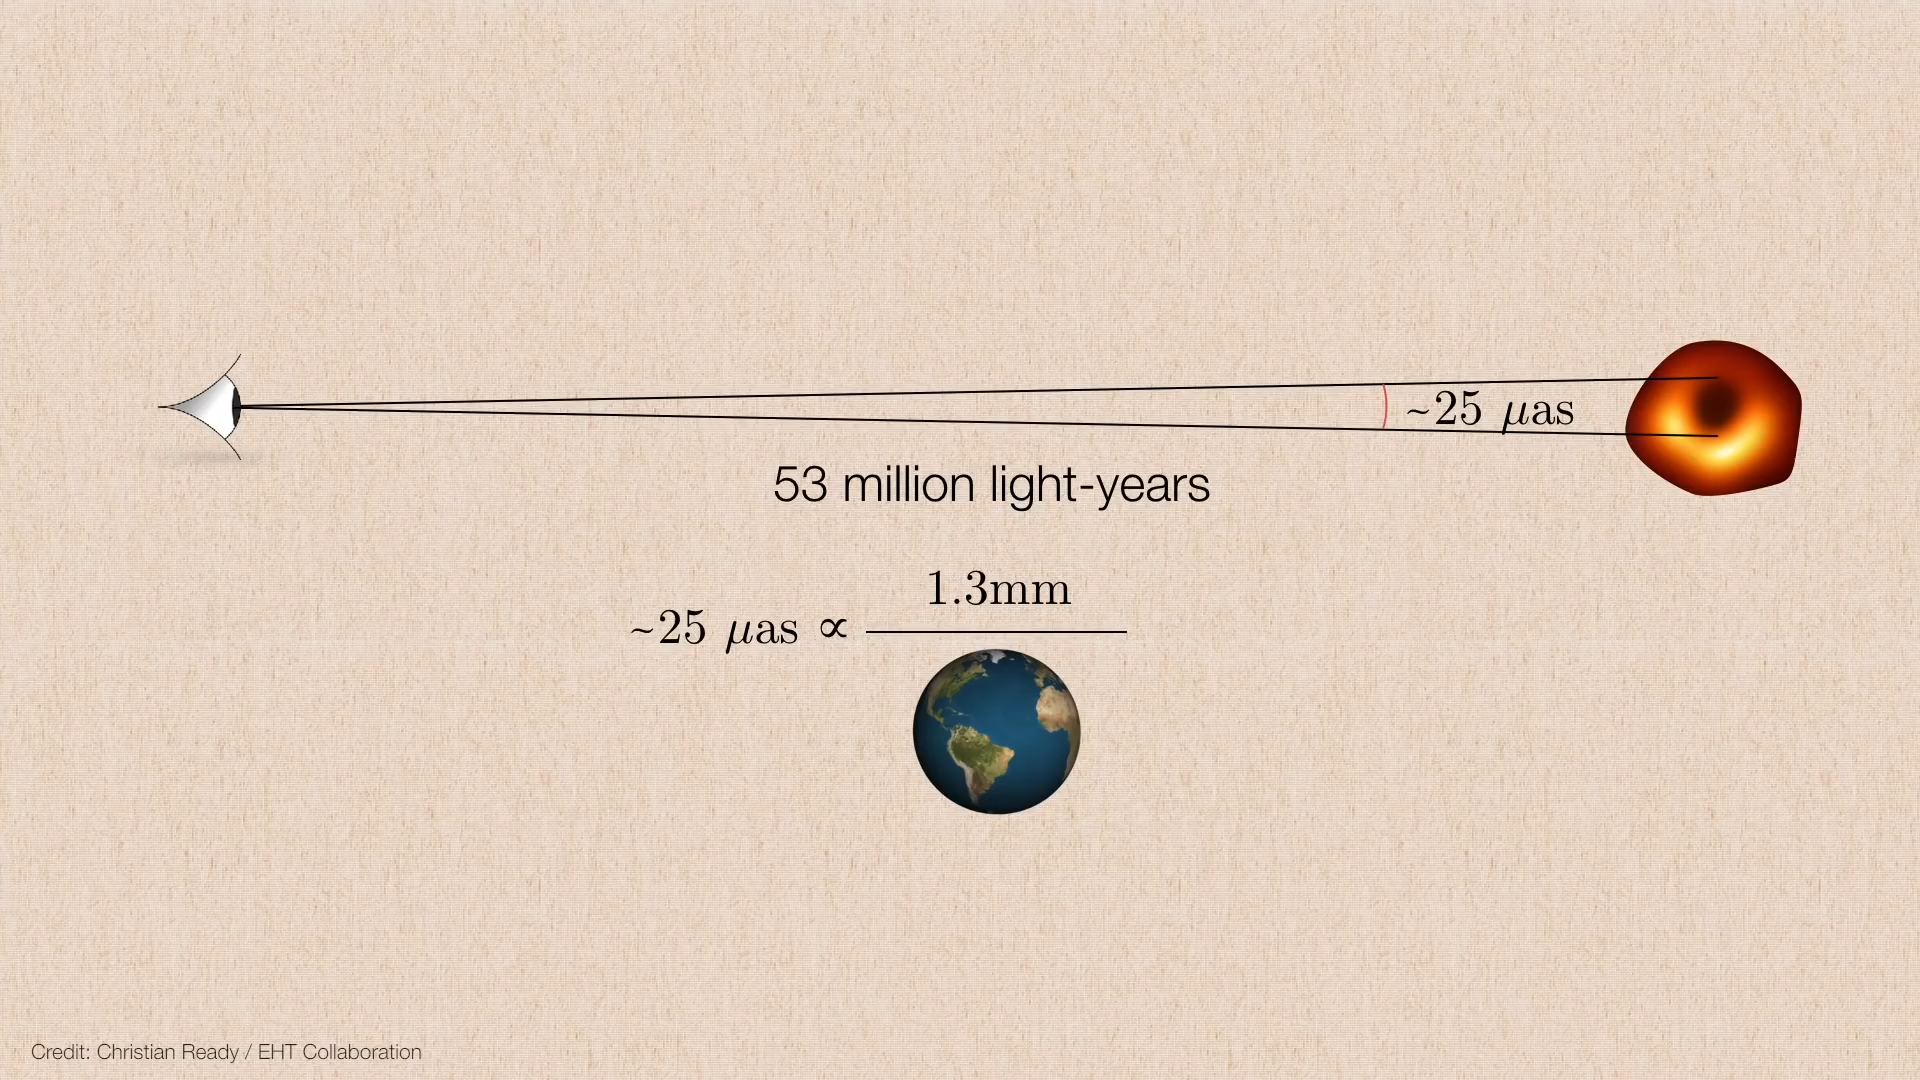 ~25 μas
53 million light-years
1.3mm
~25 μas ∝
Credit: Christian Ready / EHT Collaboration